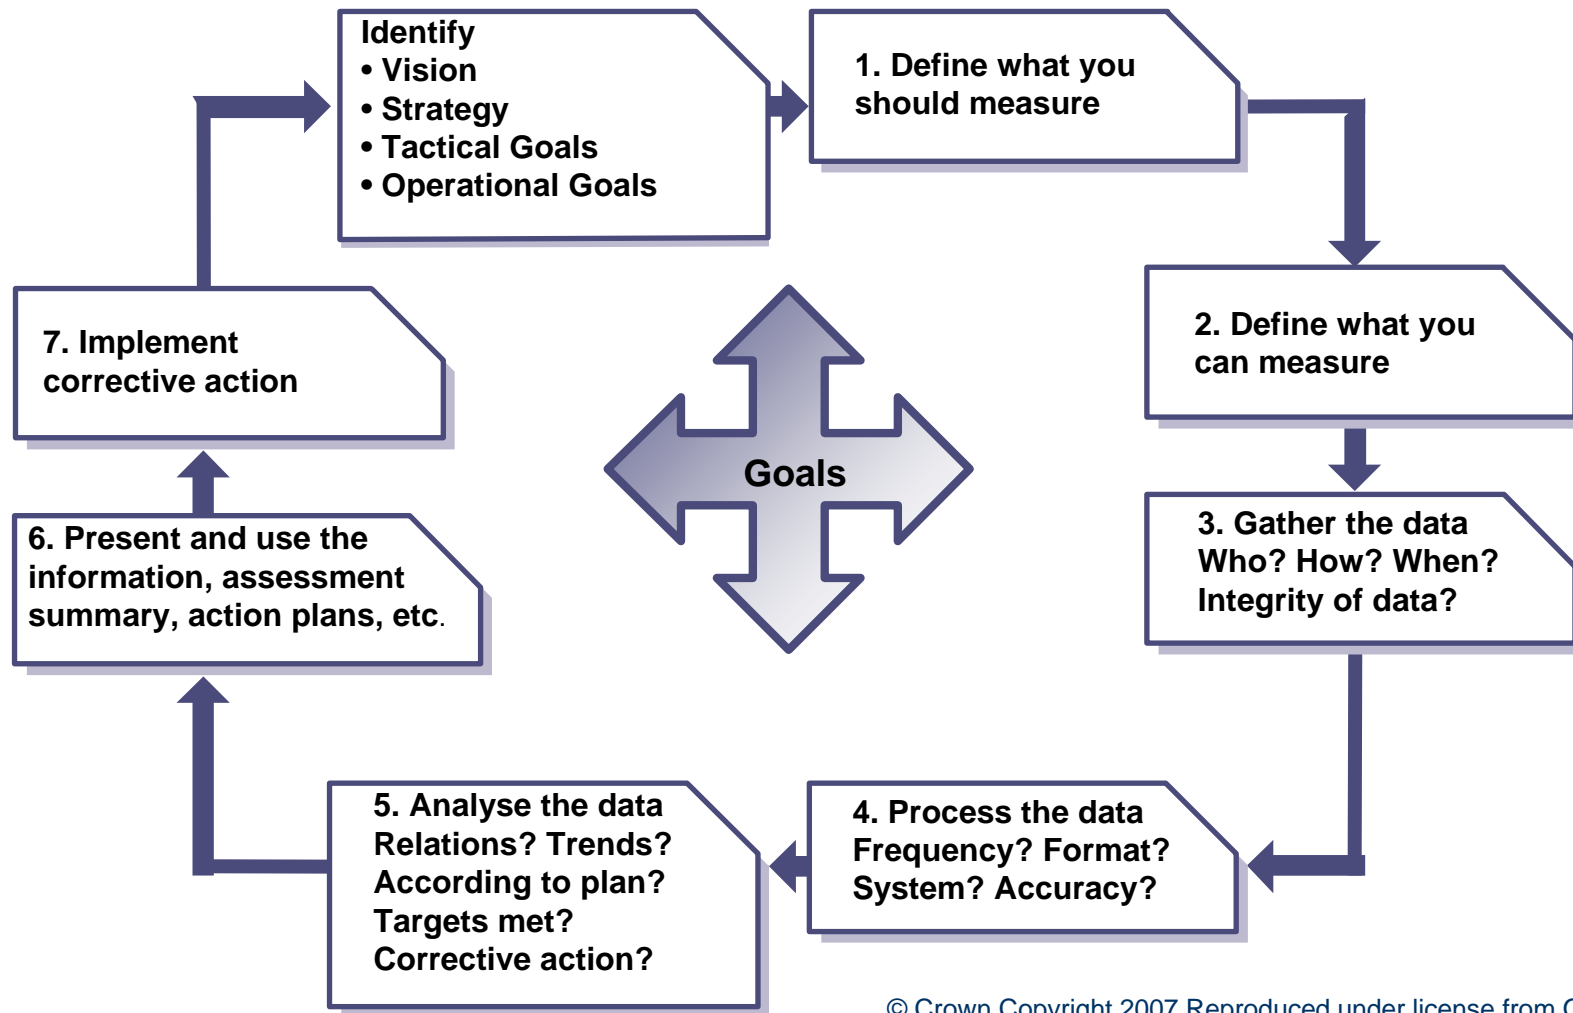 Identify
• Vision
• Strategy
• Tactical Goals
• Operational Goals
1. Define what you
should measure
2. Define what you
can measure
3. Gather the data
Who? How? When?
Integrity of data?
4. Process the data
Frequency? Format?
System? Accuracy?
5. Analyse the data
Relations? Trends?
According to plan?
Targets met?
Corrective action?
6. Present and use the
information, assessment
summary, action plans, etc.
7. Implement
corrective action
Goals
© Crown Copyright 2007 Reproduced under license from